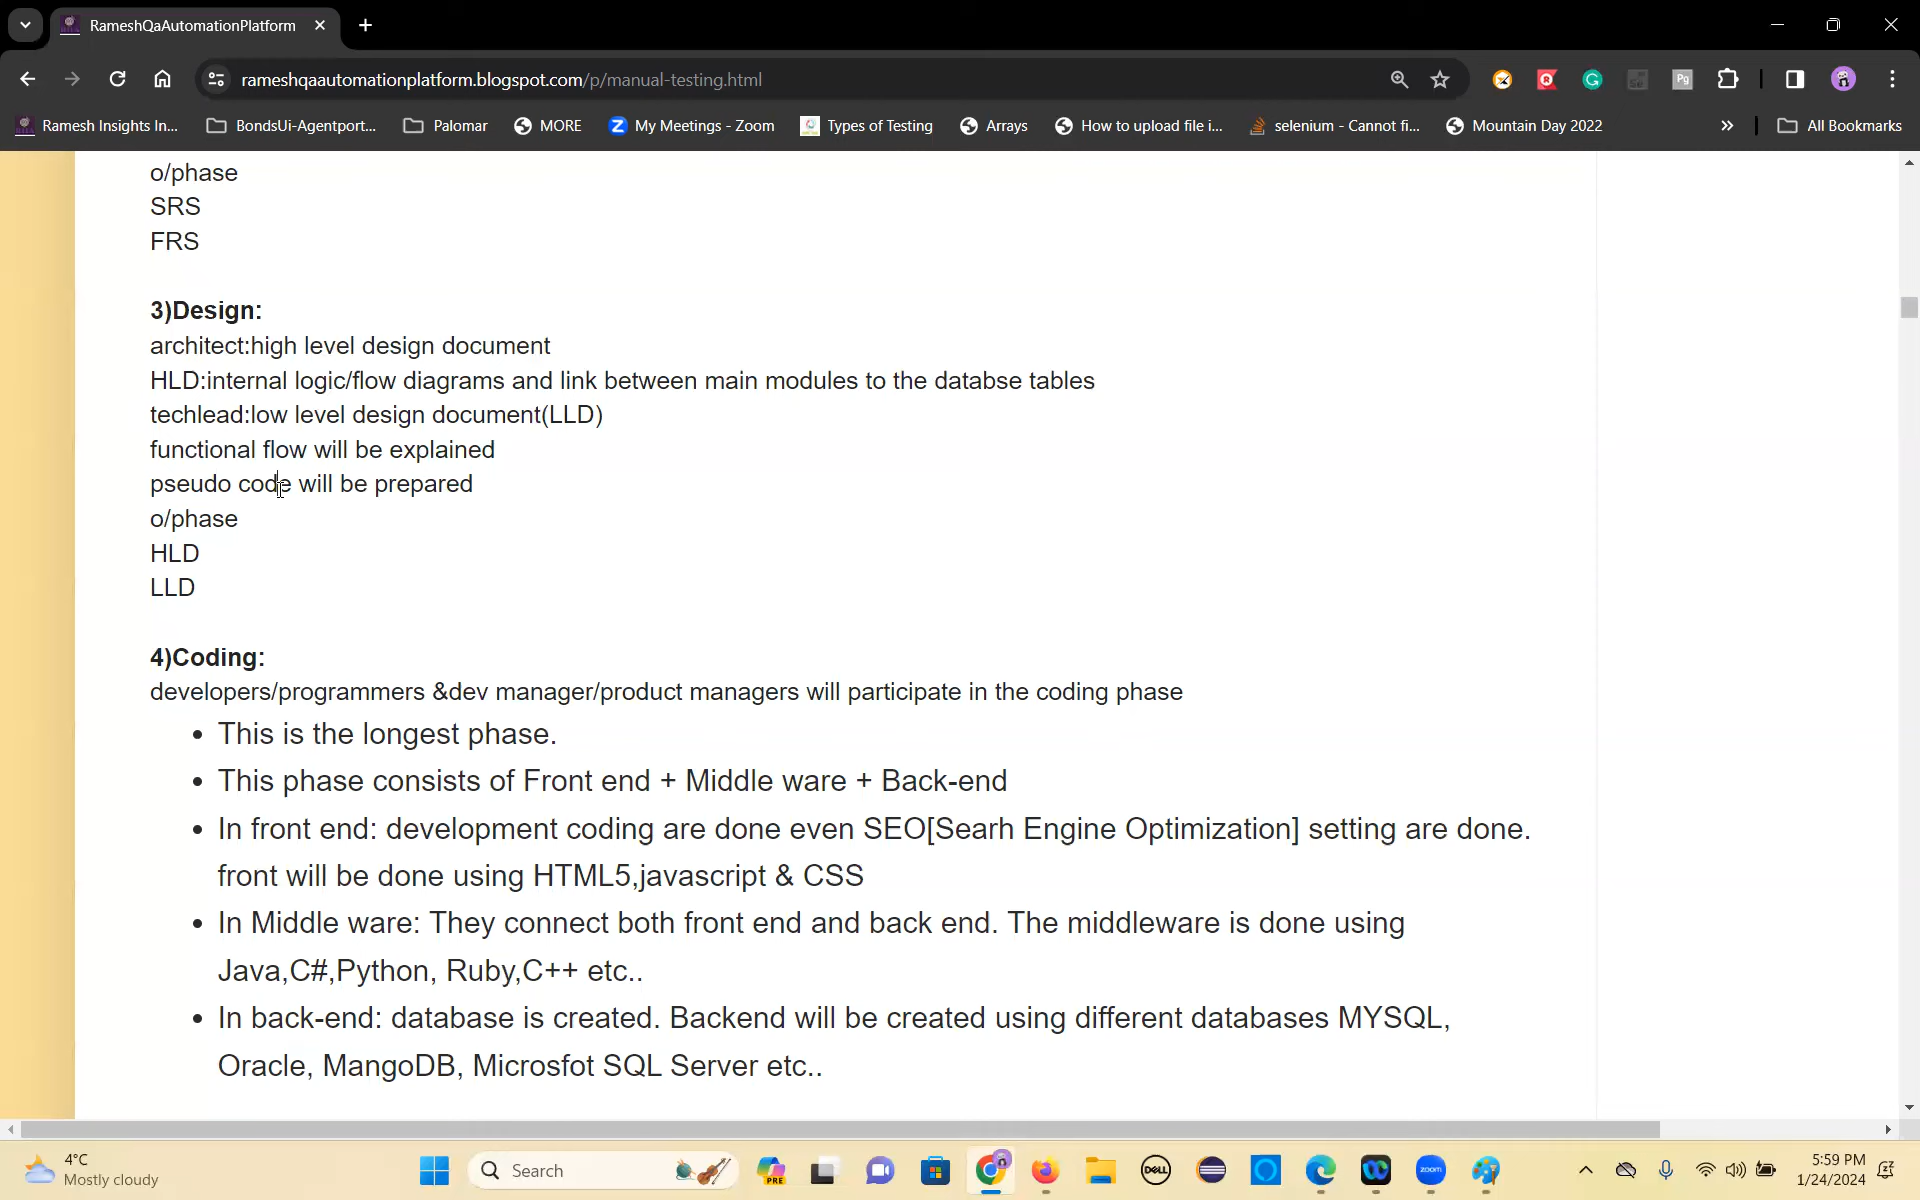 RameshQaAutomationPlatform
rameshqaautomationplatform.blogspot.com/p/manual-testing.html
Ramesh Insights In... BondsUi-Agentport... Palomar MORE My Meetings - Zoom Types of Testing Arrays How to upload file i... selenium - Cannot fi... Mountain Day 2022 » All Bookmarks
o/phase
SRS
FRS
3)Design:
architect:high level design document
HLD:internal logic/flow diagrams and link between main modules to the databse tables
techlead:low level design document(LLD)
functional flow will be explained
pseudo code will be prepared
o/phase
HLD
LLD
4)Coding:
developers/programmers &dev manager/product managers will participate in the coding phase
• This is the longest phase.
• This phase consists of Front end + Middle ware + Back-end
• In front end: development coding are done even SEO[Searh Engine Optimization] setting are done.
front will be done using HTML5,javascript & CSS
• In Middle ware: They connect both front end and back end. The middleware is done using
Java,C#,Python, Ruby,C++ etc..
• In back-end: database is created. Backend will be created using different databases MYSQL,
Oracle, MangoDB, Microsfot SQL Server etc..
4°C
Mostly cloudy
Search
PRE
DELL
zoom
5:59 PM
1/24/2024